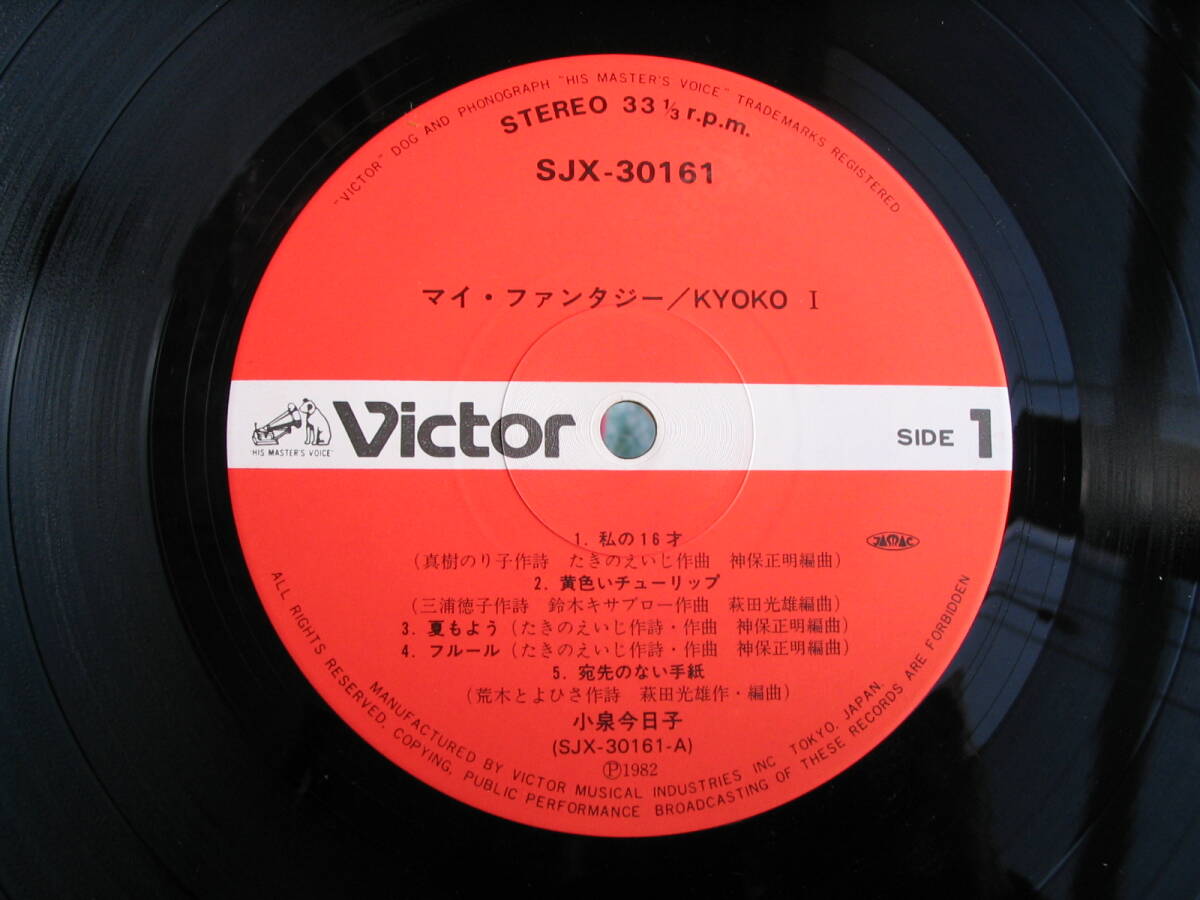 "VICTOR" DOG AND PHONOGRAPH "HIS MASTER'S VOICE" TRADEMARKS REGISTERED
STEREO 33 1/3 r.p.m.
SJX-30161
マイ・ファンタジー/KYOKO I
"HIS MASTER'S VOICE"
Victor
SIDE 1
1. 私の16才
(真樹のり子作詩 たきのえいじ作曲 神保正明編曲)
JASRAC
2. 黄色いチューリップ
(三浦徳子作詩 鈴木キサブロー作曲 萩田光雄編曲)
3. 夏もよう (たきのえいじ作詩・作曲 神保正明編曲)
4. フルール (たきのえいじ作詩・作曲 神保正明編曲)
5. 宛先のない手紙
(荒木とよひさ作詩 萩田光雄作・編曲)
小泉今日子
(SJX-30161-A)
Ⓟ1982
MANUFACTURED BY VICTOR MUSICAL INDUSTRIES INC TOKYO, JAPAN.
ALL RIGHTS RESERVED. COPYING, PUBLIC PERFORMANCE BROADCASTING OF THESE RECORDS ARE FORBIDDEN